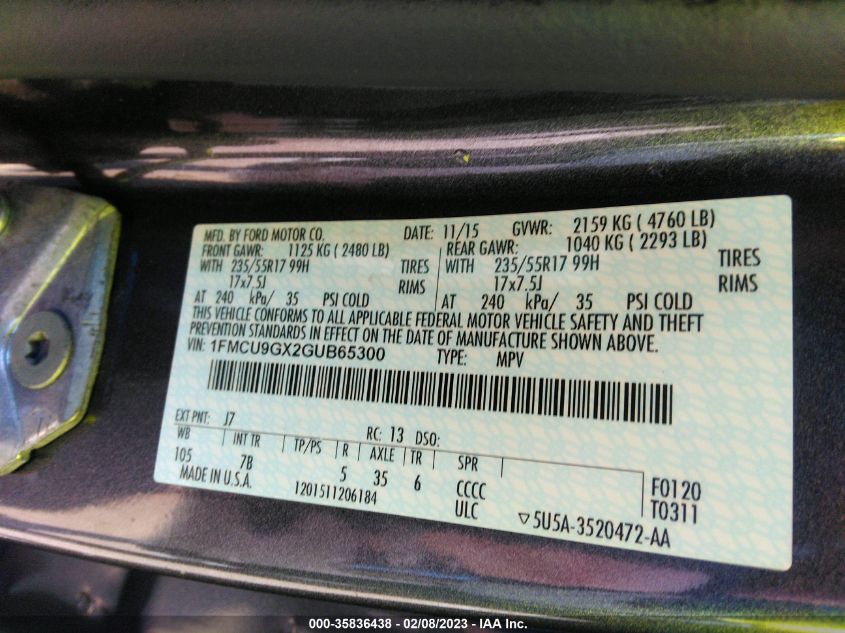 MFD. BY FORD MOTOR CO. DATE: 11/15 GVWR: 2159 KG ( 4760 LB)
FRONT GAWR: 1125 KG ( 2480 LB) REAR GAWR: 1040 KG ( 2293 LB)
WITH 235/55R17 99H TIRES WITH 235/55R17 99H TIRES
17x7.5J RIMS 17x7.5J RIMS
AT 240 kPa/ 35 PSI COLD AT 240 kPa/ 35 PSI COLD
THIS VEHICLE CONFORMS TO ALL APPLICABLE FEDERAL MOTOR VEHICLE SAFETY AND THEFT
PREVENTION STANDARDS IN EFFECT ON THE DATE OF MANUFACTURE SHOWN ABOVE.
VIN: 1FMCU9GX2GUB65300 TYPE: MPV
EXT PNT: J7 RC: 13 DSO:
WB INT TR TP/PS R AXLE TR SPR
105 7B 5 35 6 CCCC F0120
MADE IN U.S.A. 1201511206184 ULC T0311
▽5U5A-3520472-AA
000-35836438 - 02/08/2023 - IAA Inc.